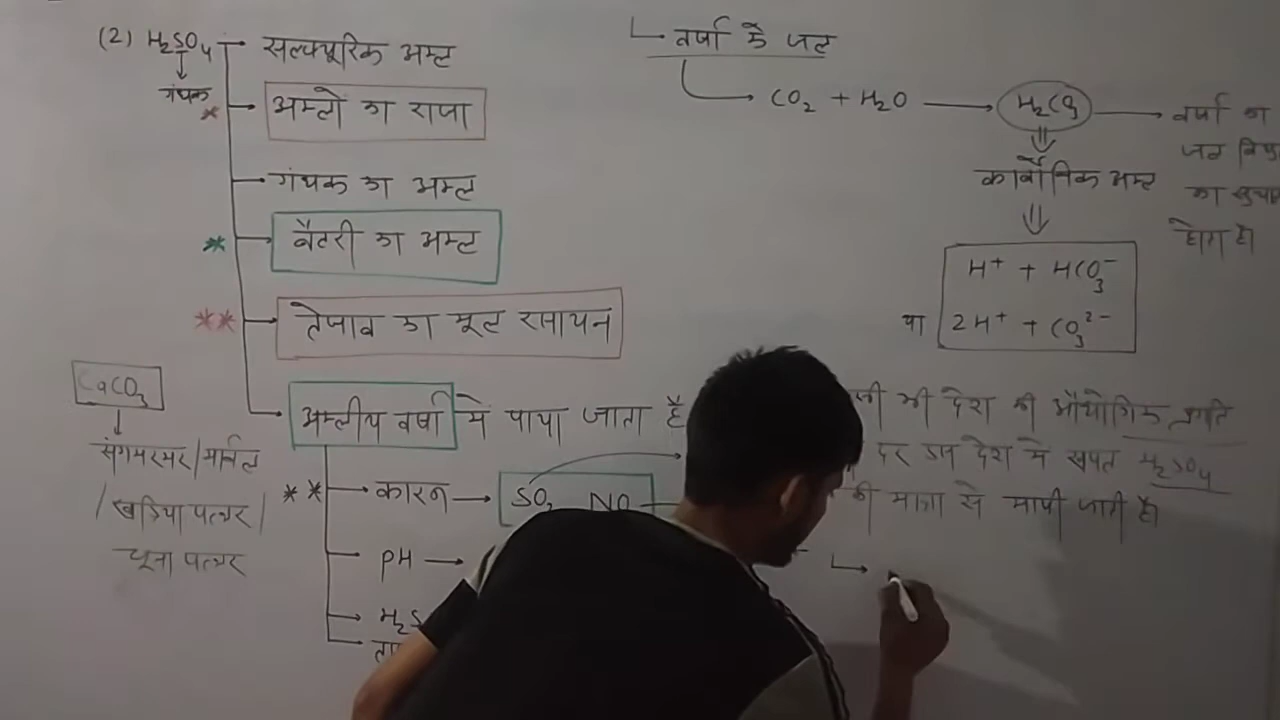 (2) H₂SO₄ → सल्फ्यूरिक अम्ल
गंधक
* अम्लों का राजा
गंधक का अम्ल
* बैटरी का अम्ल
** तेजाब का मूल रसायन
अम्लीय वर्षा में पाया जाता है
** कारन → SO₂ NO
PH →
H₂S
CaCO₃
संगमरमर/मार्बल
/खड़िया पत्थर/
चूना पत्थर
वर्षा के जल
CO₂ + H₂O → H₂CO₃ → वर्षा का
जल
का
होता है।
कार्बोनिक अम्ल
H⁺ + HCO₃⁻
या 2H⁺ + CO₃²⁻
भी देश की औद्योगिक
दर उस देश में खपत H₂SO₄
की मात्रा से मापी जाती है।